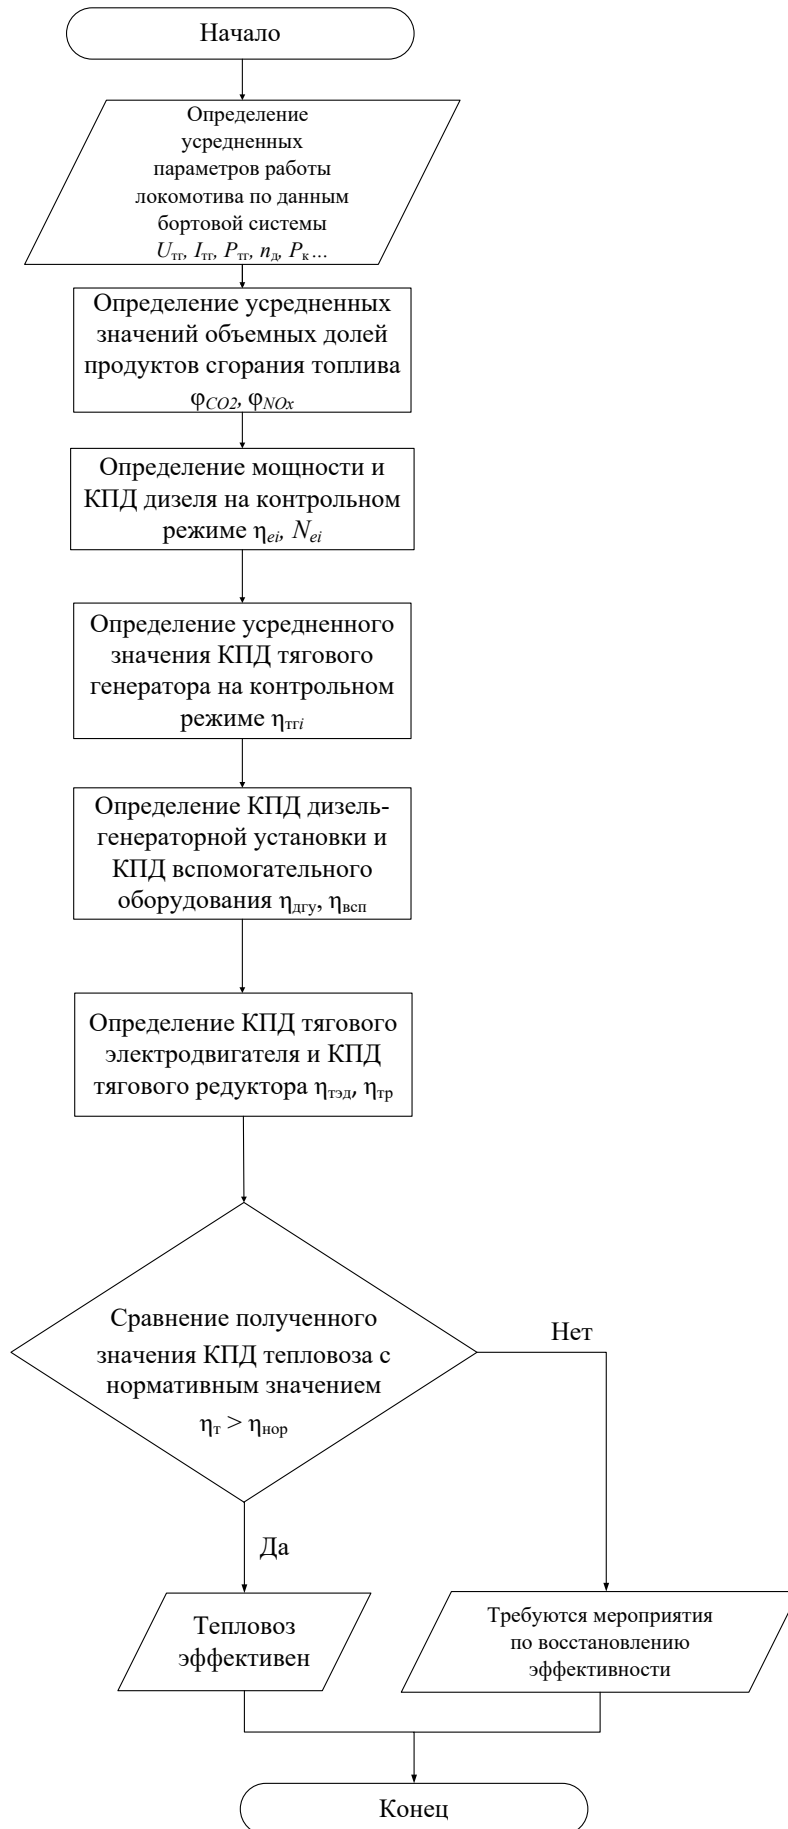 Начало
Определение
усредненных
параметров работы
локомотива по данным
бортовой системы
Uтг, Iтг, Pтг, nд, Pк...
Определение усредненных
значений объемных долей
продуктов сгорания топлива
φCO2, φNOx
Определение мощности и
КПД дизеля на контрольном
режиме ηei, Nei
Определение усредненного
значения КПД тягового
генератора на контрольном
режиме ηтгi
Определение КПД дизель-
генераторной установки и
КПД вспомогательного
оборудования ηдгу, ηвсп
Определение КПД тягового
электродвигателя и КПД
тягового редуктора ηтэд, ηтр
Сравнение полученного
значения КПД тепловоза с
нормативным значением
ηт > ηнор
Нет
Да
Тепловоз
эффективен
Требуются мероприятия
по восстановлению
эффективности
Конец